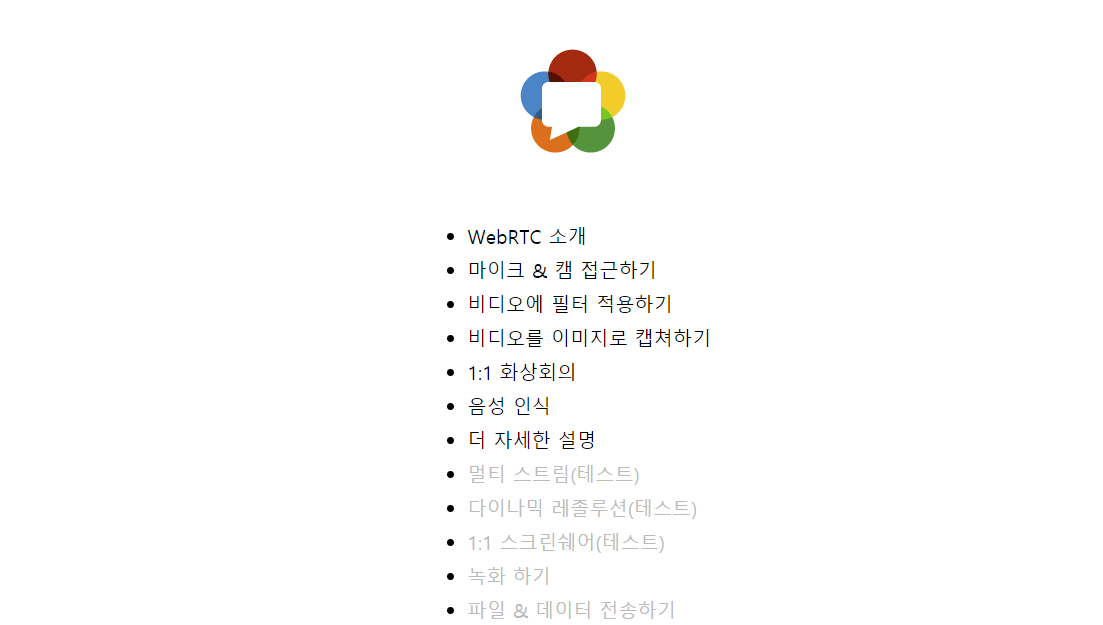 WebRTC 소개
마이크 & 캠 접근하기
비디오에 필터 적용하기
비디오를 이미지로 캡쳐하기
1:1 화상회의
음성 인식
더 자세한 설명
멀티 스트림(테스트)
다이나믹 레졸루션(테스트)
1:1 스크린쉐어(테스트)
녹화 하기
파일 & 데이터 전송하기